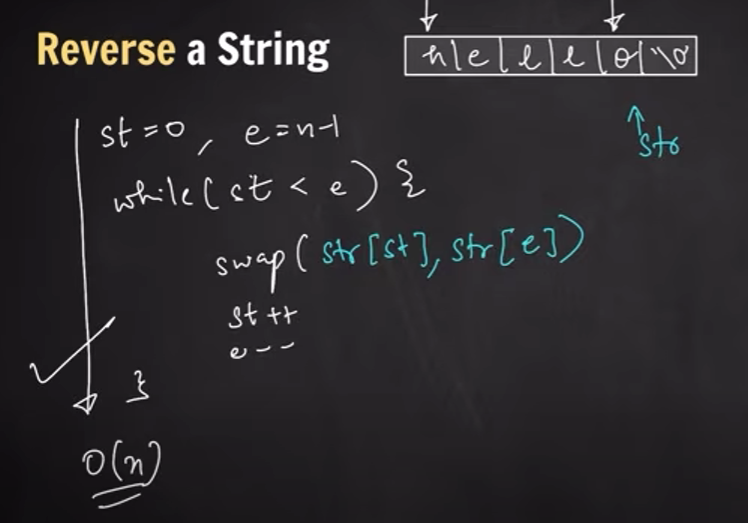 Reverse a String
h|e|l|l|o|\0
str
st = 0, e = n-1
while( st < e ) {
swap( str[st], str[e])
st ++
e --
}
O(n)